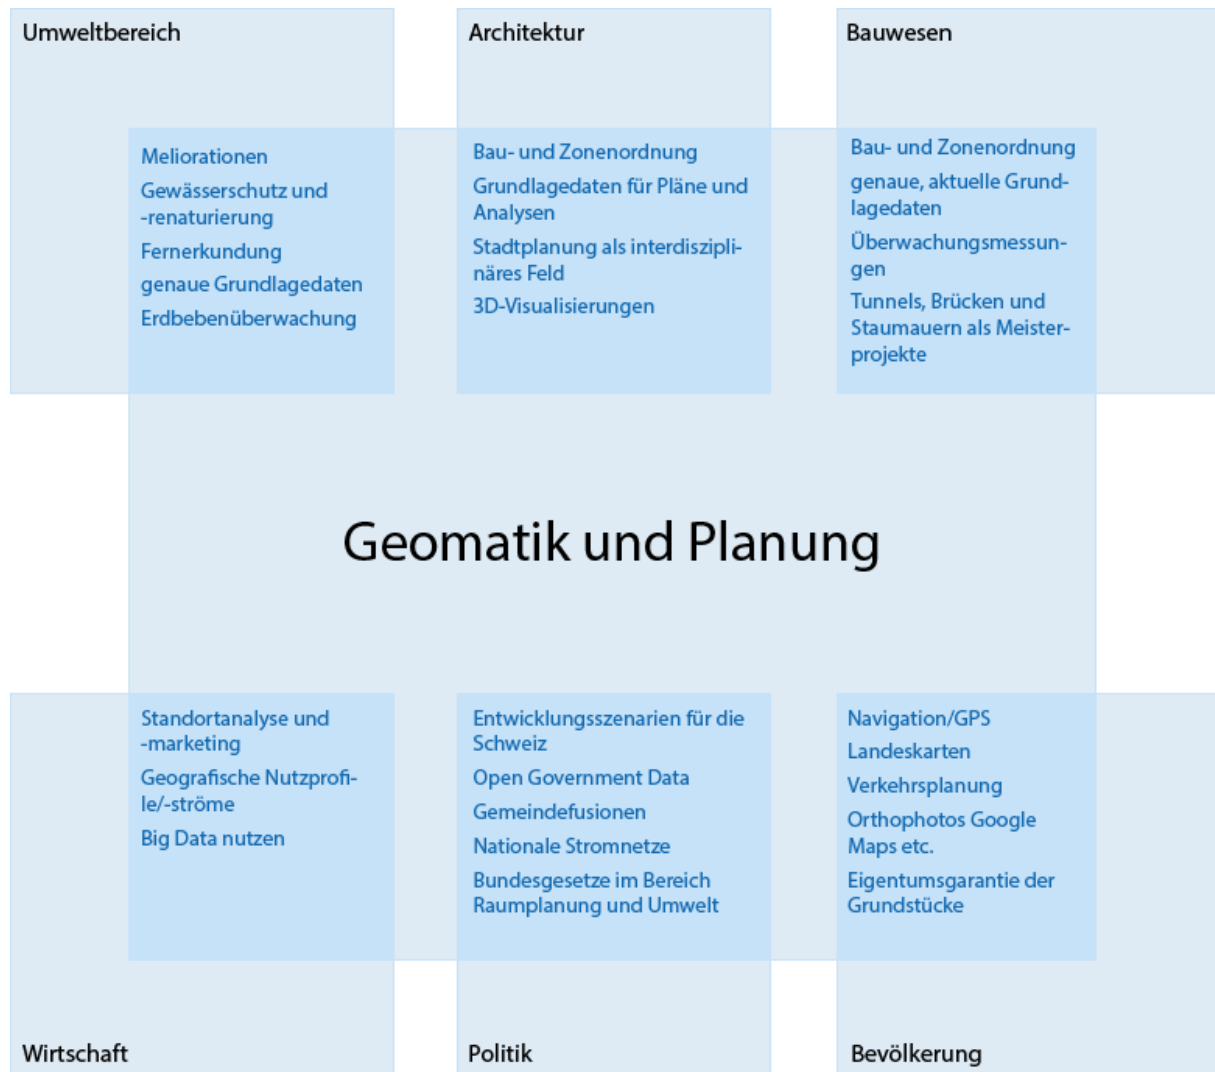 Umweltbereich
Meliorationen
Gewässerschutz und
-renaturierung
Fernerkundung
genaue Grundlagedaten
Erdbebenüberwachung
Architektur
Bau- und Zonenordnung
Grundlagedaten für Pläne und
Analysen
Stadtplanung als interdiszipli-
näres Feld
3D-Visualisierungen
Bauwesen
Bau- und Zonenordnung
genaue, aktuelle Grund-
lagedaten
Überwachungsmessun-
gen
Tunnels, Brücken und
Staumauern als Meister-
projekte
Geomatik und Planung
Standortanalyse und
-marketing
Geografische Nutzprofi-
le/-ströme
Big Data nutzen
Wirtschaft
Entwicklungsszenarien für die
Schweiz
Open Government Data
Gemeindefusionen
Nationale Stromnetze
Bundesgesetze im Bereich
Raumplanung und Umwelt
Politik
Navigation/GPS
Landeskarten
Verkehrsplanung
Orthophotos Google
Maps etc.
Eigentumsgarantie der
Grundstücke
Bevölkerung